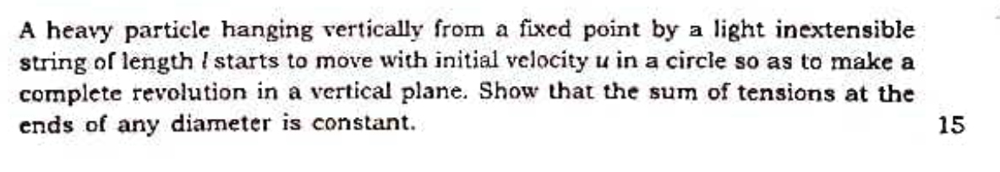 A heavy particle hanging vertically from a fixed point by a light inextensible
string of length l starts to move with initial velocity u in a circle so as to make a
complete revolution in a vertical plane. Show that the sum of tensions at the
ends of any diameter is constant. 15